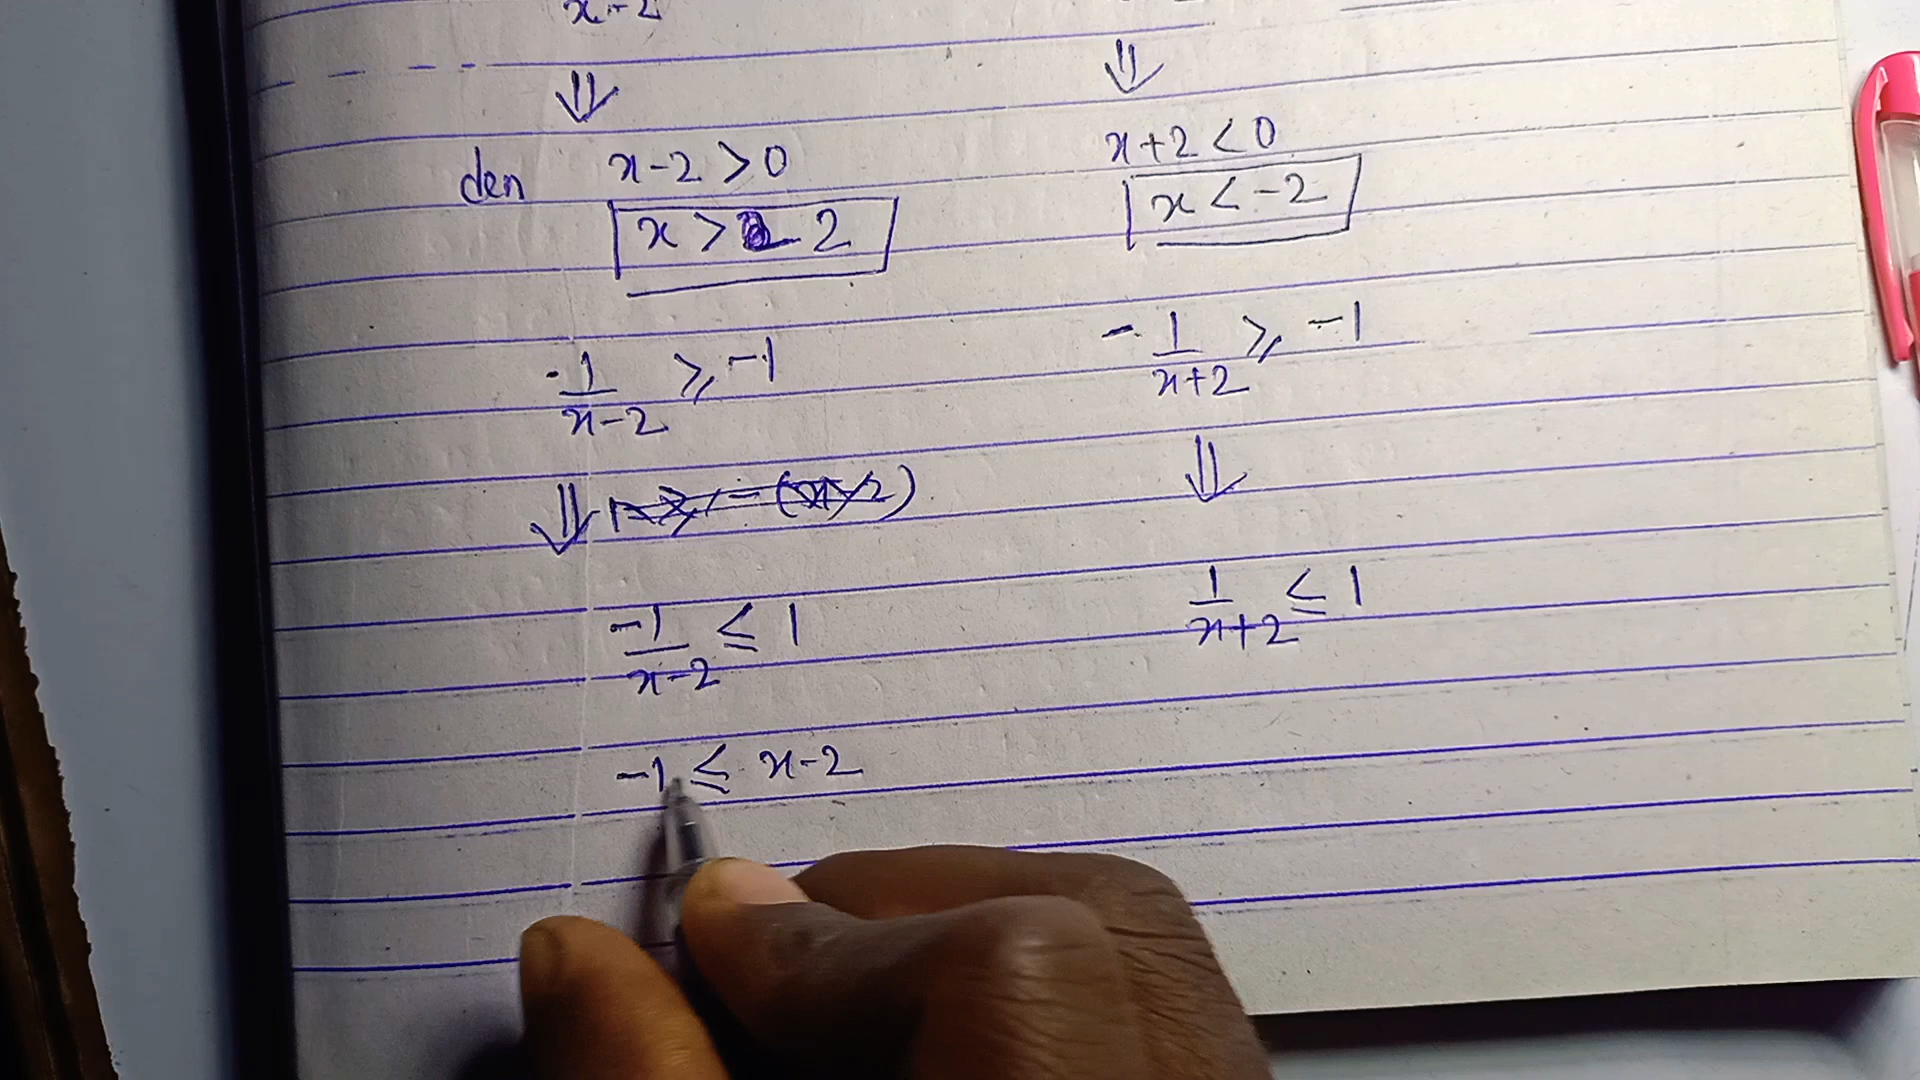 x-2
⇓ ⇓
den x-2 > 0 x+2 < 0
x > 2 x < -2
-1/(x-2) ≥ -1 -1/(x+2) ≥ -1
⇓ ⇓
-1/(x-2) ≤ 1 1/(x+2) ≤ 1
-1 ≤ x-2